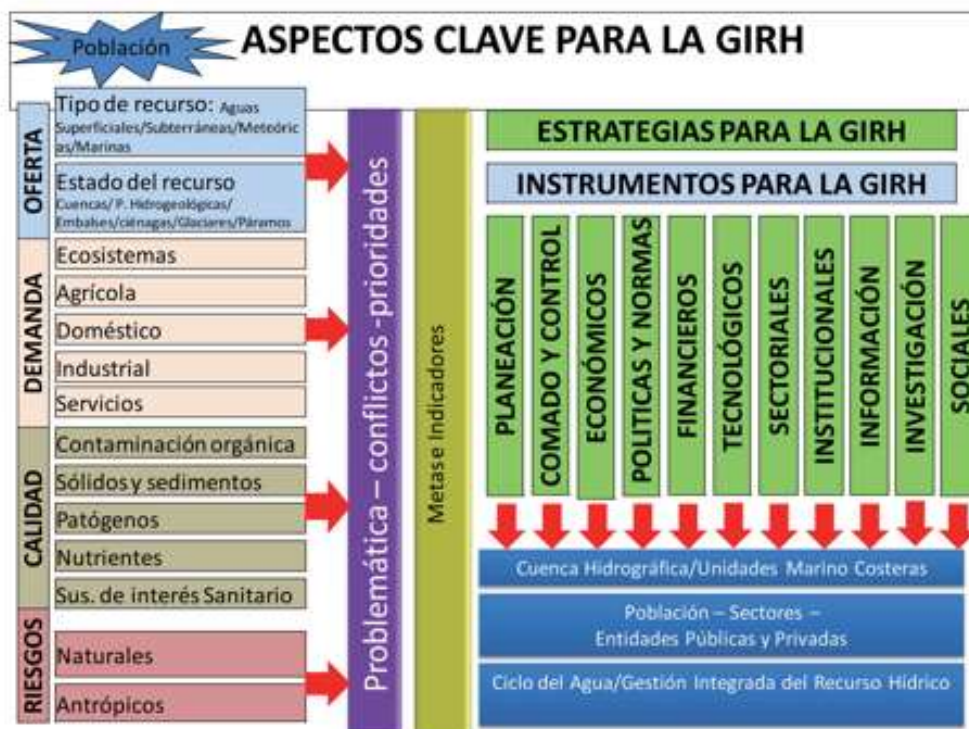 Población
ASPECTOS CLAVE PARA LA GIRH
OFERTA
Tipo de recurso: Aguas
Superficiales/Subterráneas/Meteóric
as/Marinas
Estado del recurso
Cuencas/ P. Hidrogeológicas/
Embalses/ciénagas/Glaciares/Páramos
DEMANDA
Ecosistemas
Agrícola
Doméstico
Industrial
Servicios
CALIDAD
Contaminación orgánica
Sólidos y sedimentos
Patógenos
Nutrientes
Sus. de interés Sanitario
RIESGOS
Naturales
Antrópicos
Problemática – conflictos -prioridades
Metase Indicadores
ESTRATEGIAS PARA LA GIRH
INSTRUMENTOS PARA LA GIRH
PLANEACIÓN
COMADO Y CONTROL
ECONÓMICOS
POLITICAS Y NORMAS
FINANCIEROS
TECNOLÓGICOS
SECTORIALES
INSTITUCIONALES
INFORMACIÓN
INVESTIGACIÓN
SOCIALES
Cuenca Hidrográfica/Unidades Marino Costeras
Población – Sectores –
Entidades Públicas y Privadas
Ciclo del Agua/Gestión Integrada del Recurso Hídrico